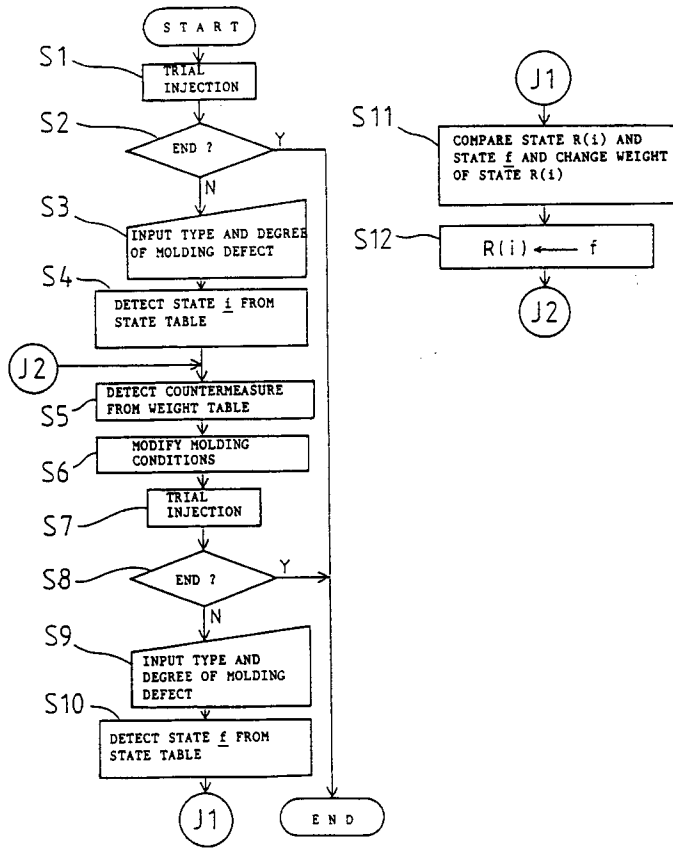 START
S1
TRIAL
INJECTION
S2
END ?
Y
N
S3
INPUT TYPE AND DEGREE
OF MOLDING DEFECT
S4
DETECT STATE i FROM
STATE TABLE
J2
S5
DETECT COUNTERMEASURE
FROM WEIGHT TABLE
S6
MODIFY MOLDING
CONDITIONS
S7
TRIAL
INJECTION
S8
END ?
Y
N
S9
INPUT TYPE AND
DEGREE OF MOLDING
DEFECT
S10
DETECT STATE f FROM
STATE TABLE
J1
END
J1
S11
COMPARE STATE R(i) AND
STATE f AND CHANGE WEIGHT
OF STATE R(i)
S12
R(i) ← f
J2